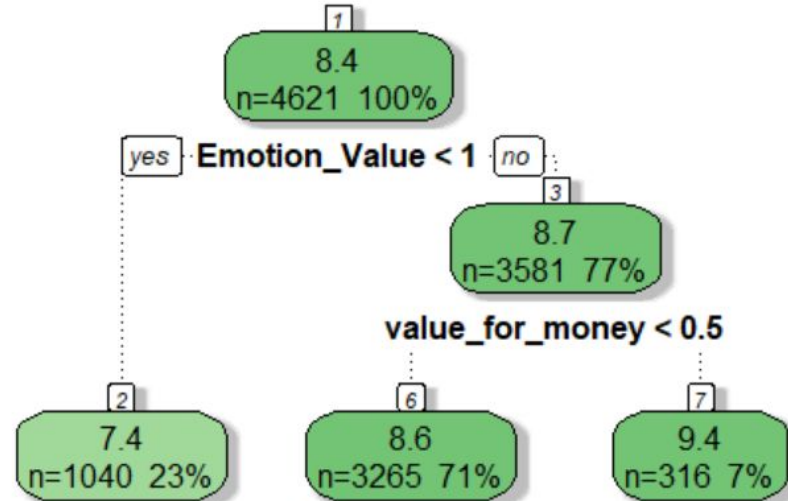 1
8.4
n=4621 100%
yes Emotion_Value < 1 no
3
8.7
n=3581 77%
value_for_money < 0.5
2 6 7
7.4 8.6 9.4
n=1040 23% n=3265 71% n=316 7%